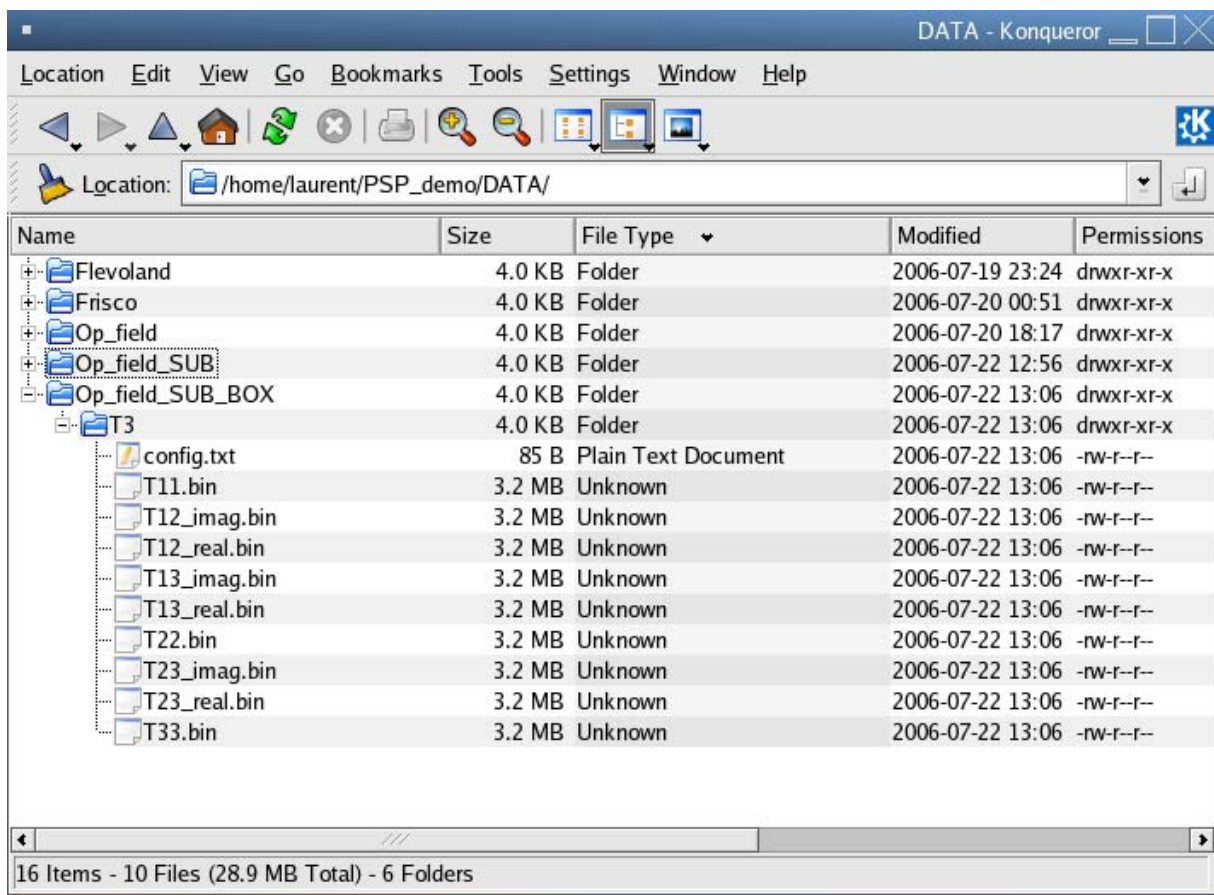 DATA - Konqueror
Location Edit View Go Bookmarks Tools Settings Window Help
Location: /home/laurent/PSP_demo/DATA/
Name Size File Type Modified Permissions
Flevoland 4.0 KB Folder 2006-07-19 23:24 drwxr-xr-x
Frisco 4.0 KB Folder 2006-07-20 00:51 drwxr-xr-x
Op_field 4.0 KB Folder 2006-07-20 18:17 drwxr-xr-x
Op_field_SUB 4.0 KB Folder 2006-07-22 12:56 drwxr-xr-x
Op_field_SUB_BOX 4.0 KB Folder 2006-07-22 13:06 drwxr-xr-x
T3 4.0 KB Folder 2006-07-22 13:06 drwxr-xr-x
config.txt 85 B Plain Text Document 2006-07-22 13:06 -rw-r--r--
T11.bin 3.2 MB Unknown 2006-07-22 13:06 -rw-r--r--
T12_imag.bin 3.2 MB Unknown 2006-07-22 13:06 -rw-r--r--
T12_real.bin 3.2 MB Unknown 2006-07-22 13:06 -rw-r--r--
T13_imag.bin 3.2 MB Unknown 2006-07-22 13:06 -rw-r--r--
T13_real.bin 3.2 MB Unknown 2006-07-22 13:06 -rw-r--r--
T22.bin 3.2 MB Unknown 2006-07-22 13:06 -rw-r--r--
T23_imag.bin 3.2 MB Unknown 2006-07-22 13:06 -rw-r--r--
T23_real.bin 3.2 MB Unknown 2006-07-22 13:06 -rw-r--r--
T33.bin 3.2 MB Unknown 2006-07-22 13:06 -rw-r--r--
16 Items - 10 Files (28.9 MB Total) - 6 Folders